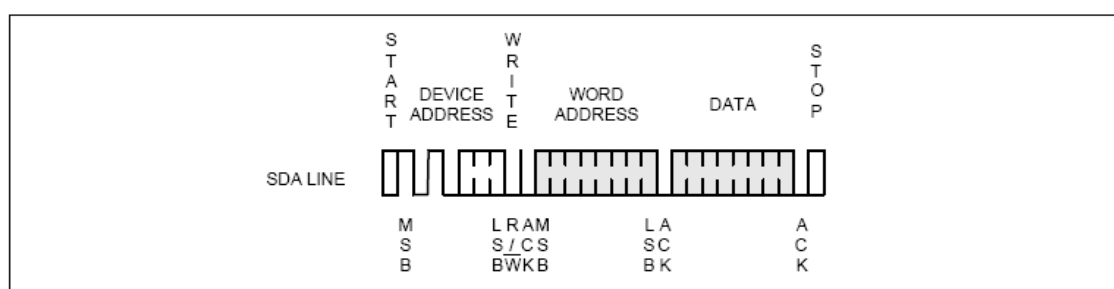 START
WRITE
STOP
DEVICE
ADDRESS
WORD
ADDRESS
DATA
SDA LINE
MSB
LSB
R/W
ACK
MSB
LSB
ACK
ACK